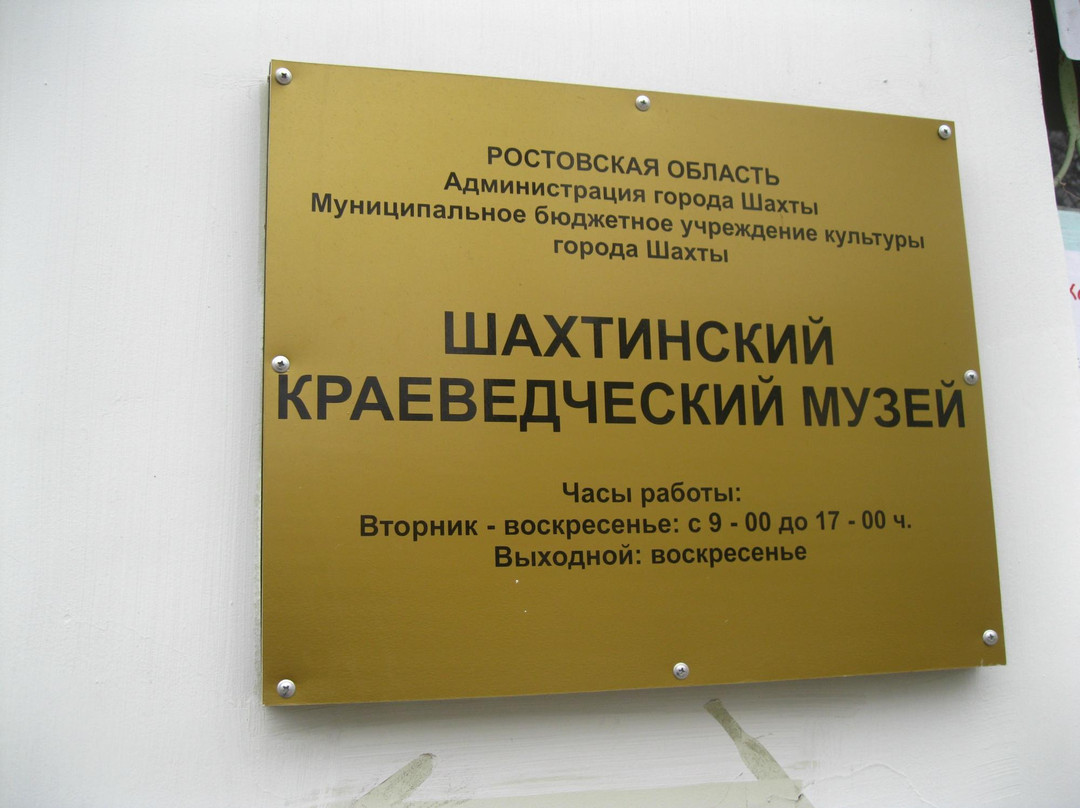 РОСТОВСКАЯ ОБЛАСТЬ
Администрация города Шахты
Муниципальное бюджетное учреждение культуры
города Шахты
ШАХТИНСКИЙ
КРАЕВЕДЧЕСКИЙ МУЗЕЙ
Часы работы:
Вторник - воскресенье: с 9 - 00 до 17 - 00 ч.
Выходной: воскресенье